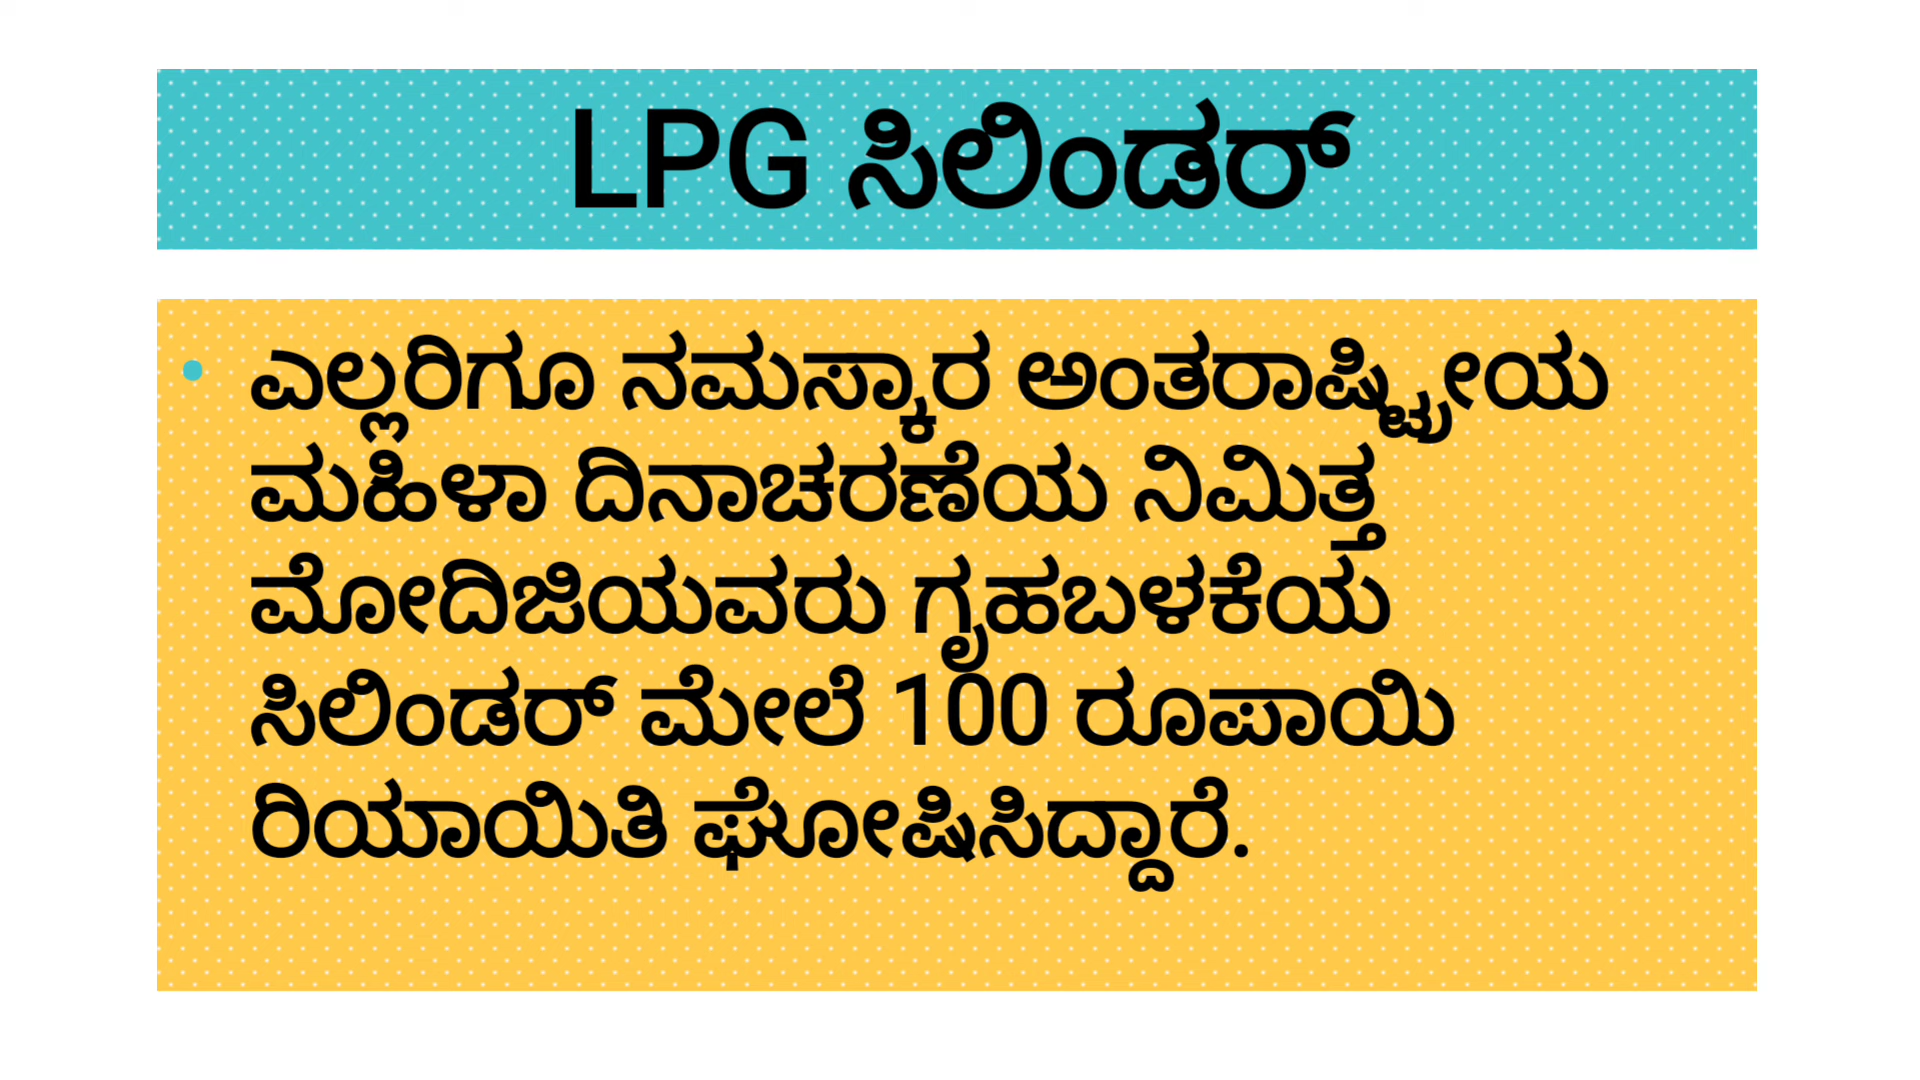 LPG ಸಿಲಿಂಡರ್
• ಎಲ್ಲರಿಗೂ ನಮಸ್ಕಾರ ಅಂತರಾಷ್ಟ್ರೀಯ
ಮಹಿಳಾ ದಿನಾಚರಣೆಯ ನಿಮಿತ್ತ
ಮೋದಿಜಿಯವರು ಗೃಹಬಳಕೆಯ
ಸಿಲಿಂಡರ್ ಮೇಲೆ 100 ರೂಪಾಯಿ
ರಿಯಾಯಿತಿ ಘೋಷಿಸಿದ್ದಾರೆ.